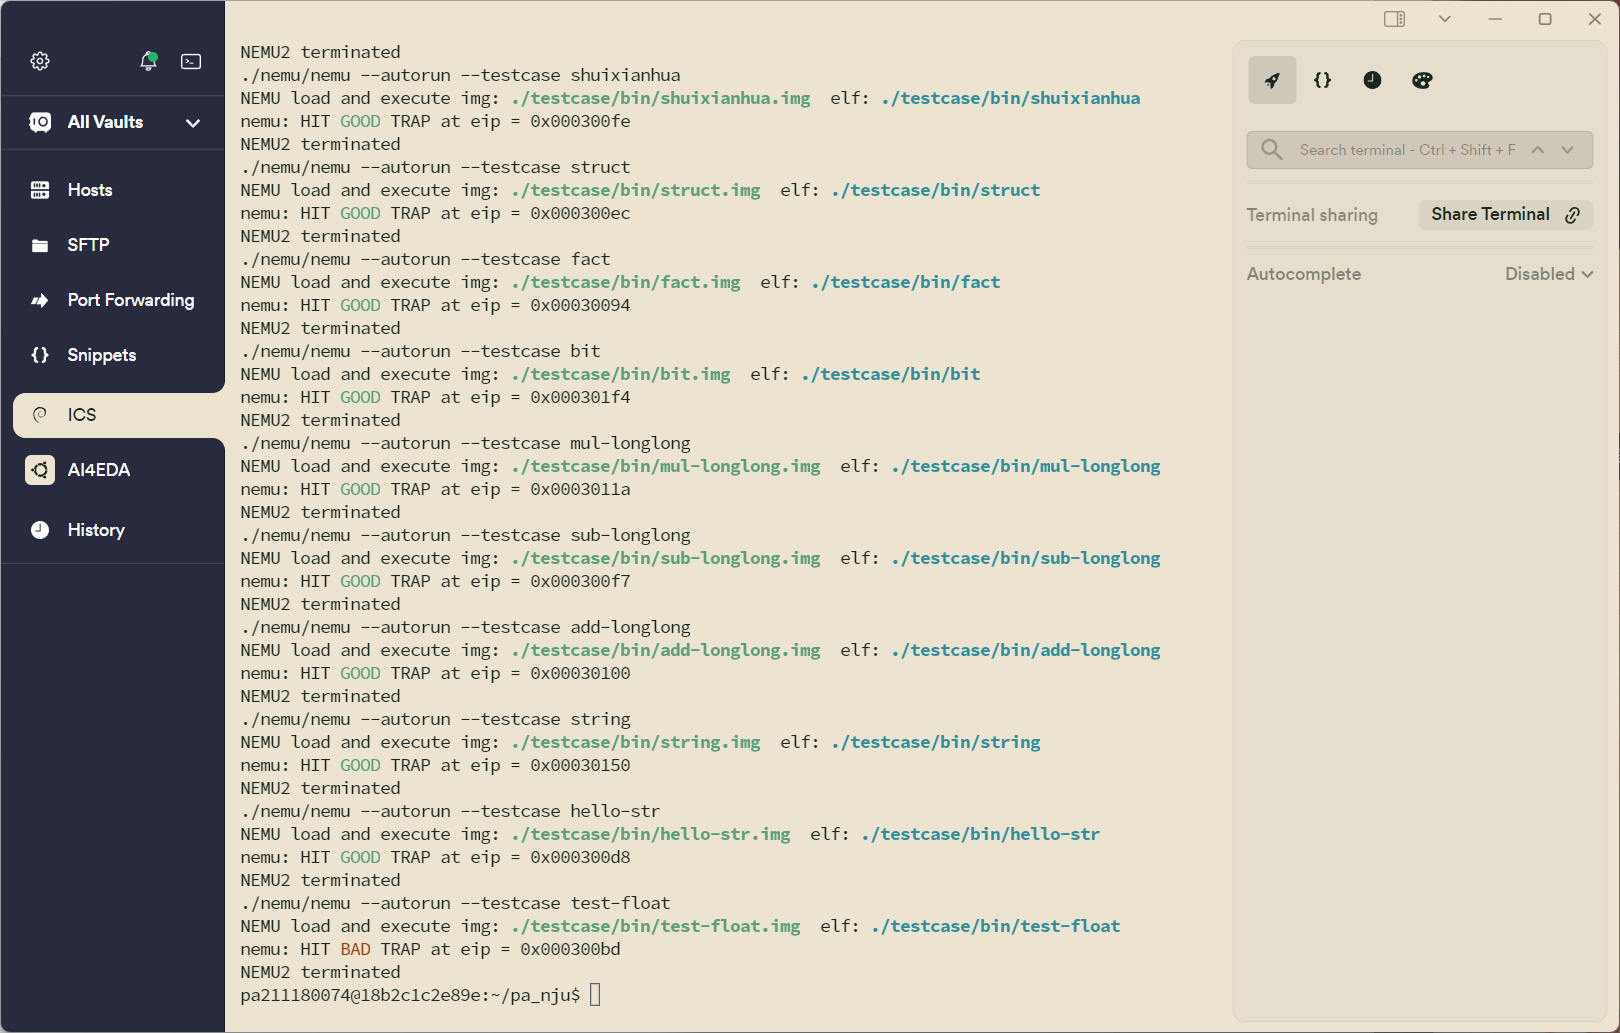 All Vaults
Hosts
SFTP
Port Forwarding
Snippets
ICS
AI4EDA
History
NEMU2 terminated
./nemu/nemu --autorun --testcase shuixianhua
NEMU load and execute img: ./testcase/bin/shuixianhua.img  elf: ./testcase/bin/shuixianhua
nemu: HIT GOOD TRAP at eip = 0x000300fe
NEMU2 terminated
./nemu/nemu --autorun --testcase struct
NEMU load and execute img: ./testcase/bin/struct.img  elf: ./testcase/bin/struct
nemu: HIT GOOD TRAP at eip = 0x000300ec
NEMU2 terminated
./nemu/nemu --autorun --testcase fact
NEMU load and execute img: ./testcase/bin/fact.img  elf: ./testcase/bin/fact
nemu: HIT GOOD TRAP at eip = 0x00030094
NEMU2 terminated
./nemu/nemu --autorun --testcase bit
NEMU load and execute img: ./testcase/bin/bit.img  elf: ./testcase/bin/bit
nemu: HIT GOOD TRAP at eip = 0x000301f4
NEMU2 terminated
./nemu/nemu --autorun --testcase mul-longlong
NEMU load and execute img: ./testcase/bin/mul-longlong.img  elf: ./testcase/bin/mul-longlong
nemu: HIT GOOD TRAP at eip = 0x0003011a
NEMU2 terminated
./nemu/nemu --autorun --testcase sub-longlong
NEMU load and execute img: ./testcase/bin/sub-longlong.img  elf: ./testcase/bin/sub-longlong
nemu: HIT GOOD TRAP at eip = 0x000300f7
NEMU2 terminated
./nemu/nemu --autorun --testcase add-longlong
NEMU load and execute img: ./testcase/bin/add-longlong.img  elf: ./testcase/bin/add-longlong
nemu: HIT GOOD TRAP at eip = 0x00030100
NEMU2 terminated
./nemu/nemu --autorun --testcase string
NEMU load and execute img: ./testcase/bin/string.img  elf: ./testcase/bin/string
nemu: HIT GOOD TRAP at eip = 0x00030150
NEMU2 terminated
./nemu/nemu --autorun --testcase hello-str
NEMU load and execute img: ./testcase/bin/hello-str.img  elf: ./testcase/bin/hello-str
nemu: HIT GOOD TRAP at eip = 0x000300d8
NEMU2 terminated
./nemu/nemu --autorun --testcase test-float
NEMU load and execute img: ./testcase/bin/test-float.img  elf: ./testcase/bin/test-float
nemu: HIT BAD TRAP at eip = 0x000300bd
NEMU2 terminated
pa211180074@18b2c1c2e89e:~/pa_nju$
Search terminal - Ctrl + Shift + F
Terminal sharing
Share Terminal
Autocomplete
Disabled